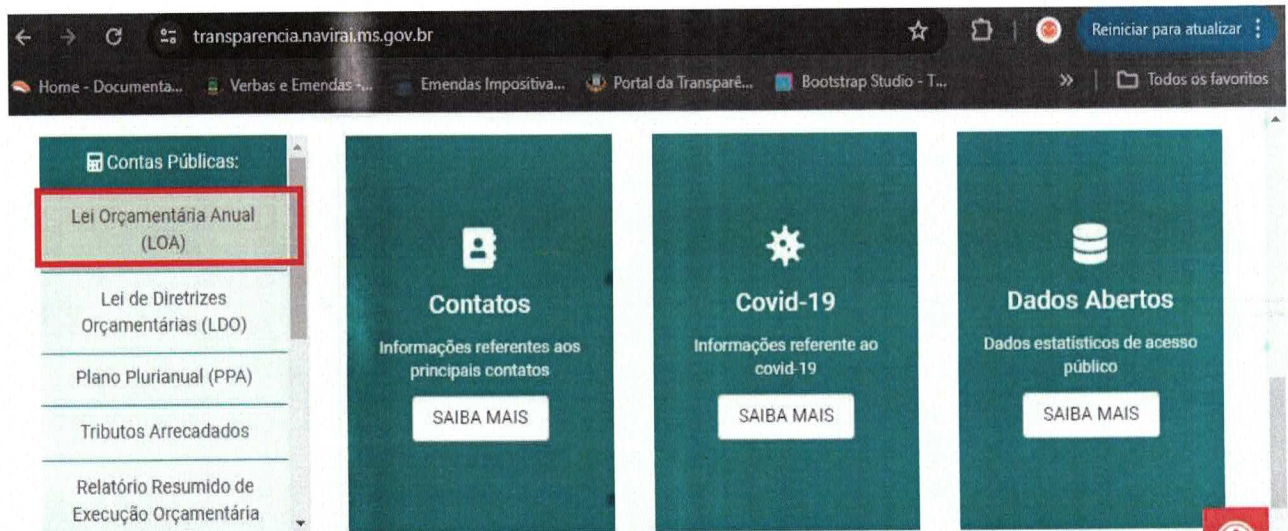 transparencia.navirai.ms.gov.br
Reiniciar para atualizar
Home - Documenta...
Verbas e Emendas -...
Emendas Impositiva...
Portal da Transparê...
Bootstrap Studio - T...
»
Todos os favoritos
Contas Públicas:
Lei Orçamentária Anual
(LOA)
Lei de Diretrizes
Orçamentárias (LDO)
Plano Plurianual (PPA)
Tributos Arrecadados
Relatório Resumido de
Execução Orçamentária
Contatos
Informações referentes aos
principais contatos
SAIBA MAIS
Covid-19
Informações referente ao
covid-19
SAIBA MAIS
Dados Abertos
Dados estatísticos de acesso
público
SAIBA MAIS